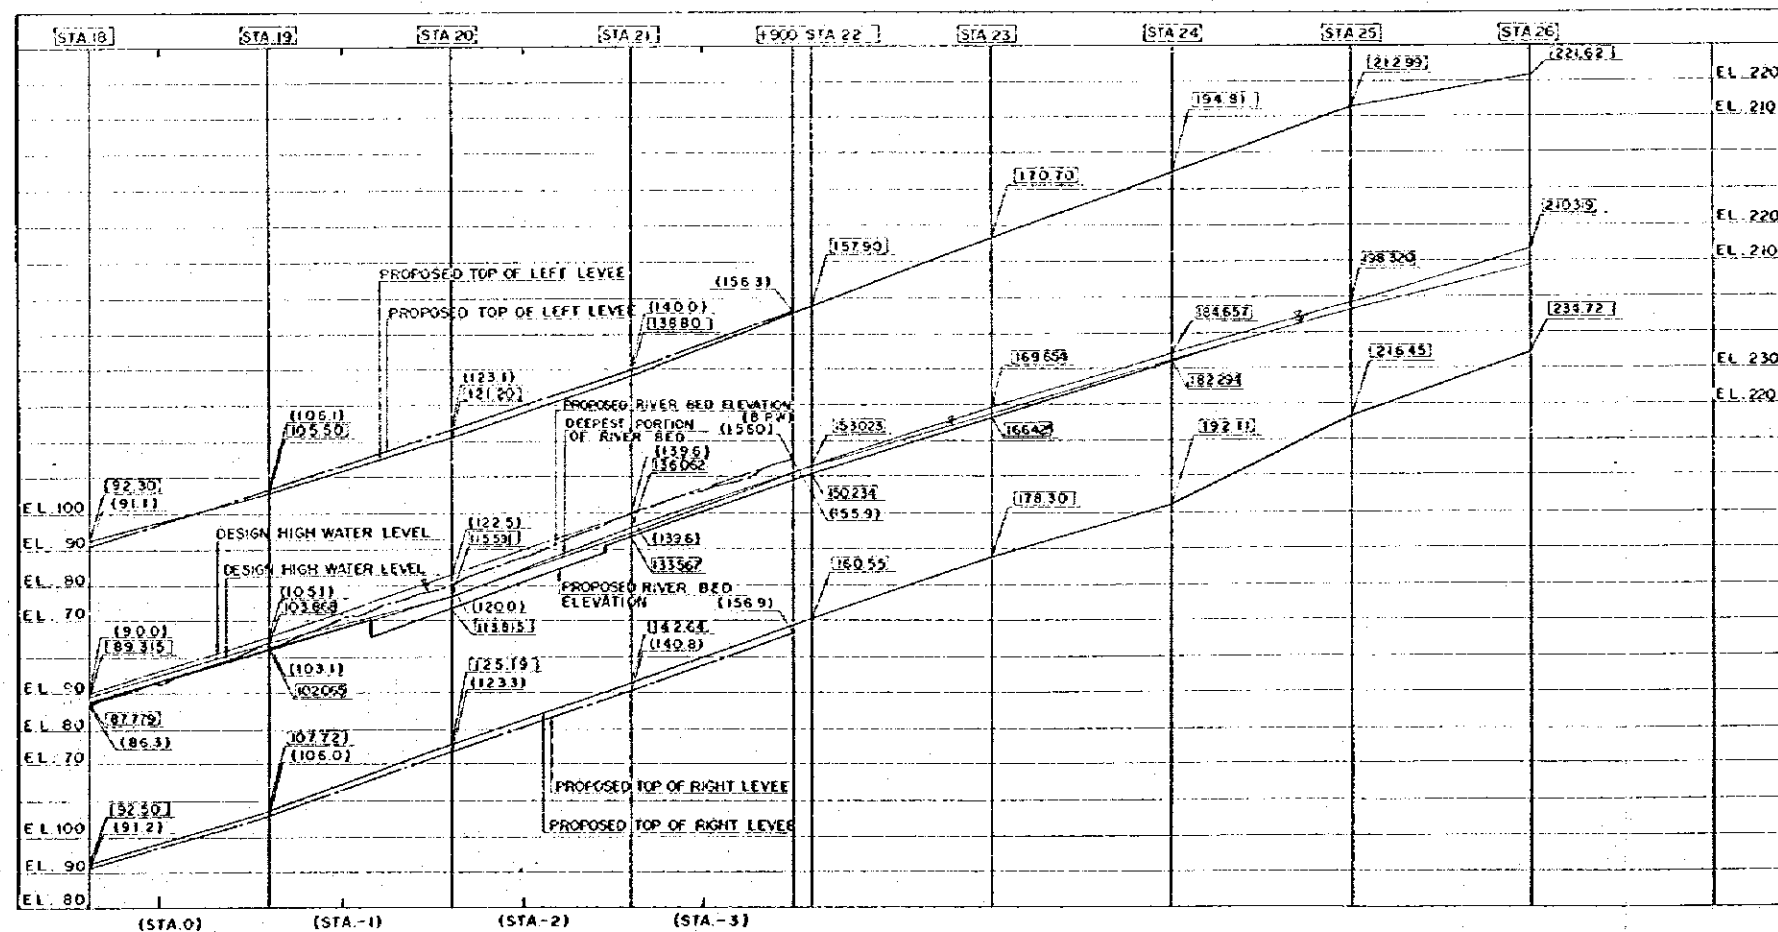 [STA.18] [STA.19] [STA 20] [STA 21] [+900 STA 22 ] [STA 23] [STA 24] [STA 25] [STA 26]
[212.99] [221.62]
EL. 220
[194.81]
EL. 210
[170.70]
[210.39]
EL. 220
[157.90]
[198.320]
EL. 210
PROPOSED TOP OF LEFT LEVEE
(156.3)
PROPOSED TOP OF LEFT LEVEE
(140.0)
[138.80]
[184.657]
[234.72]
[169.654]
[216.45]
EL. 230
(123.1)
[121.20]
[182.294]
EL. 220
(106.1)
[105.50]
PROPOSED RIVER BED ELEVATION
DEEPEST PORTION
OF RIVER BED
(156.0)
[153.023]
[192.11]
(139.6)
[136.062]
[92.30]
(91.1)
EL. 100
[150.234]
(155.9)
[178.30]
DESIGN HIGH WATER LEVEL
(122.5)
(139.6)
EL. 90
DESIGN HIGH WATER LEVEL
[133.567]
EL. 80
(105.1)
[103.868]
PROPOSED RIVER BED
ELEVATION
(120.0)
(156.9)
[160.55]
EL. 70
[113.815]
[142.64]
(140.8)
(90.0)
[89.315]
(103.1)
[102.065]
[125.19]
(123.3)
EL. 90
[87.779]
(86.3)
EL. 80
[107.72]
(106.0)
EL. 70
PROPOSED TOP OF RIGHT LEVEE
[92.50]
(91.2)
EL. 100
PROPOSED TOP OF RIGHT LEVEE
EL. 90
EL. 80
(STA.0) (STA.-1) (STA.-2) (STA.-3)